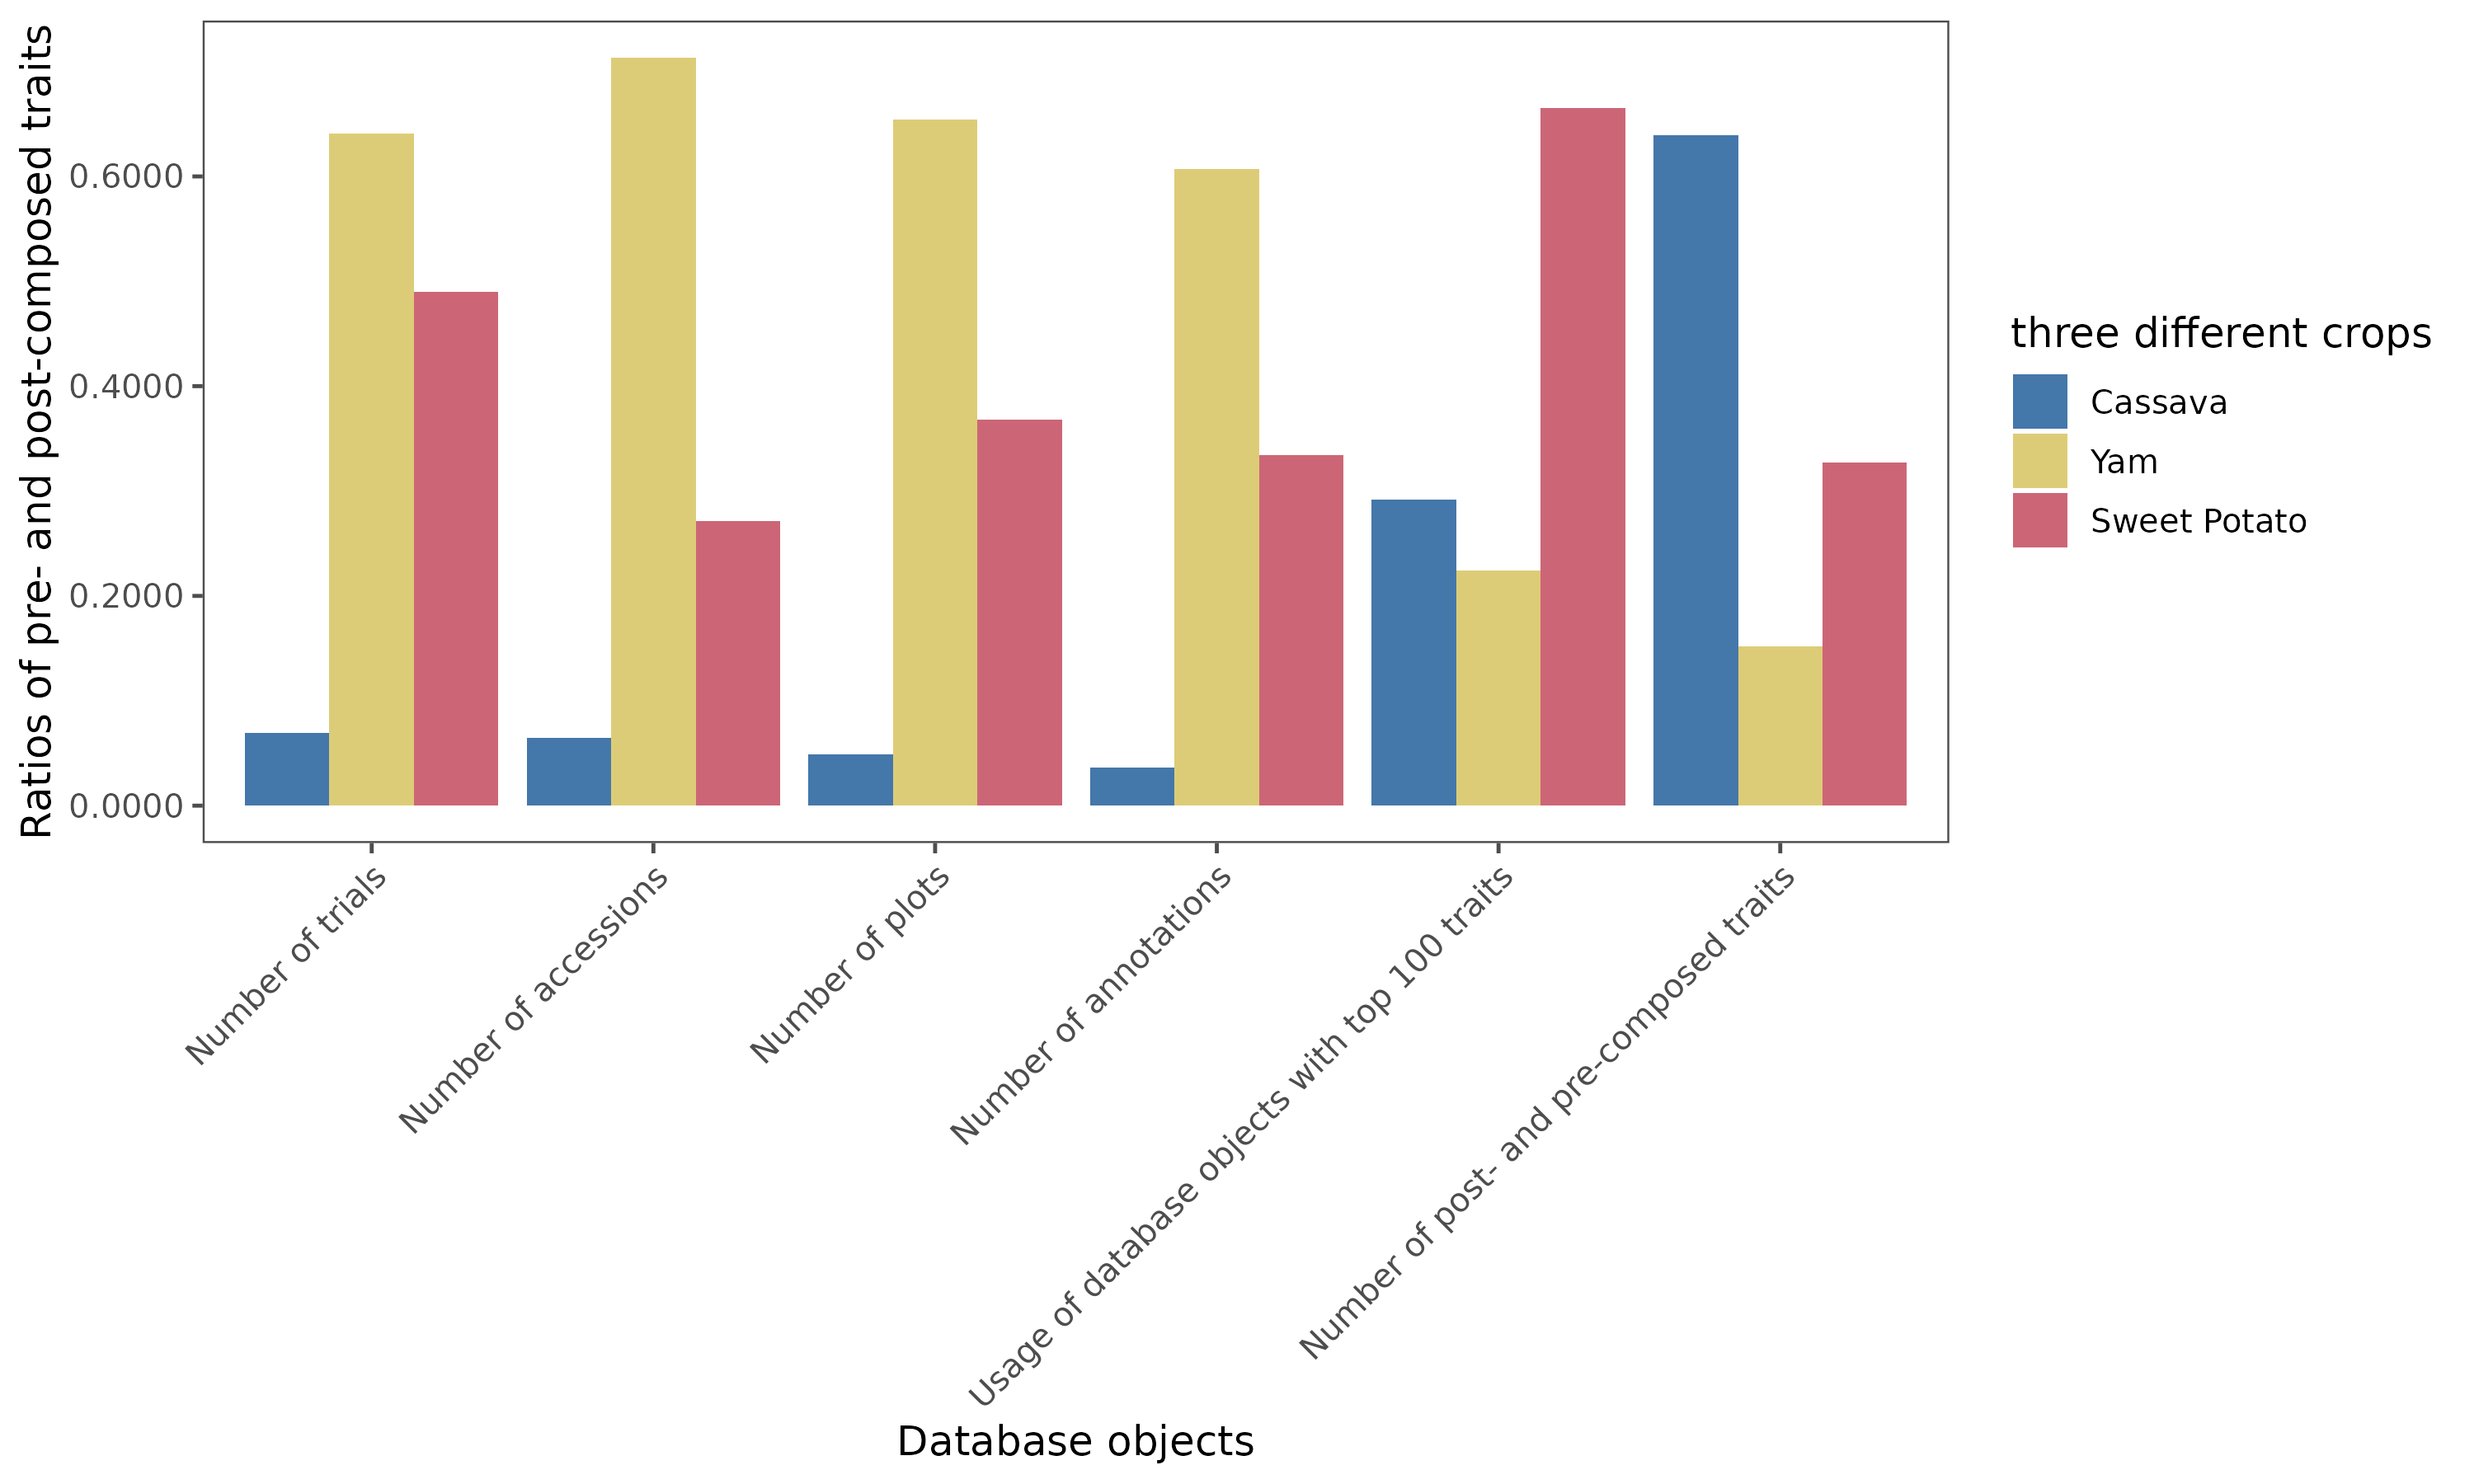 Ratios of pre- and post-composed traits
0.6000
0.4000
0.2000
0.0000
Number of trials
Number of accessions
Number of plots
Number of annotations
Usage of database objects with top 100 traits
Number of post- and pre-composed traits
Database objects
three different crops
Cassava
Yam
Sweet Potato